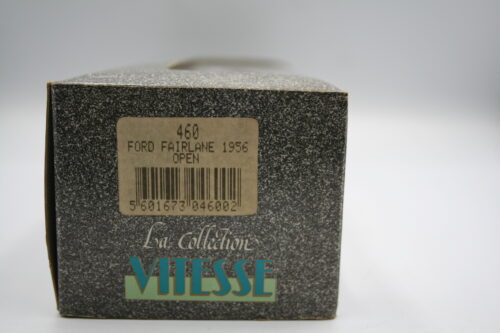 460
FORD FAIRLANE 1956
OPEN
5 601673 046002
La Collection
VITESSE